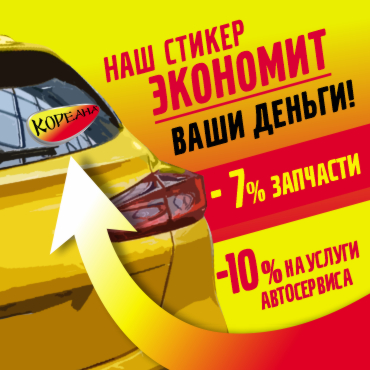 НАШ СТИКЕР
ЭКОНОМИТ
ВАШИ ДЕНЬГИ!
КОРЕАНА
- 7% ЗАПЧАСТИ
-10% НА УСЛУГИ
АВТОСЕРВИСА